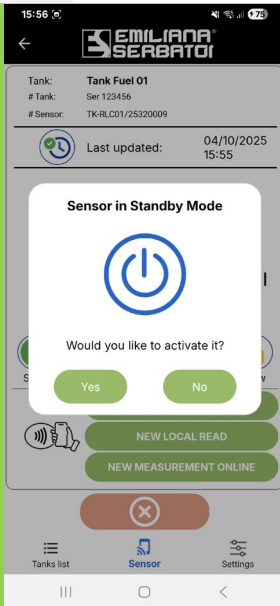 15:56
75
EMILIANA®
SERBATOI
Tank: Tank Fuel 01
# Tank: Ser 123456
# Sensor: TK-RLC01/25320009
Last updated: 04/10/2025
15:55
Sensor in Standby Mode
Would you like to activate it?
Yes No
NEW LOCAL READ
NEW MEASUREMENT ONLINE
Tanks list Sensor Settings